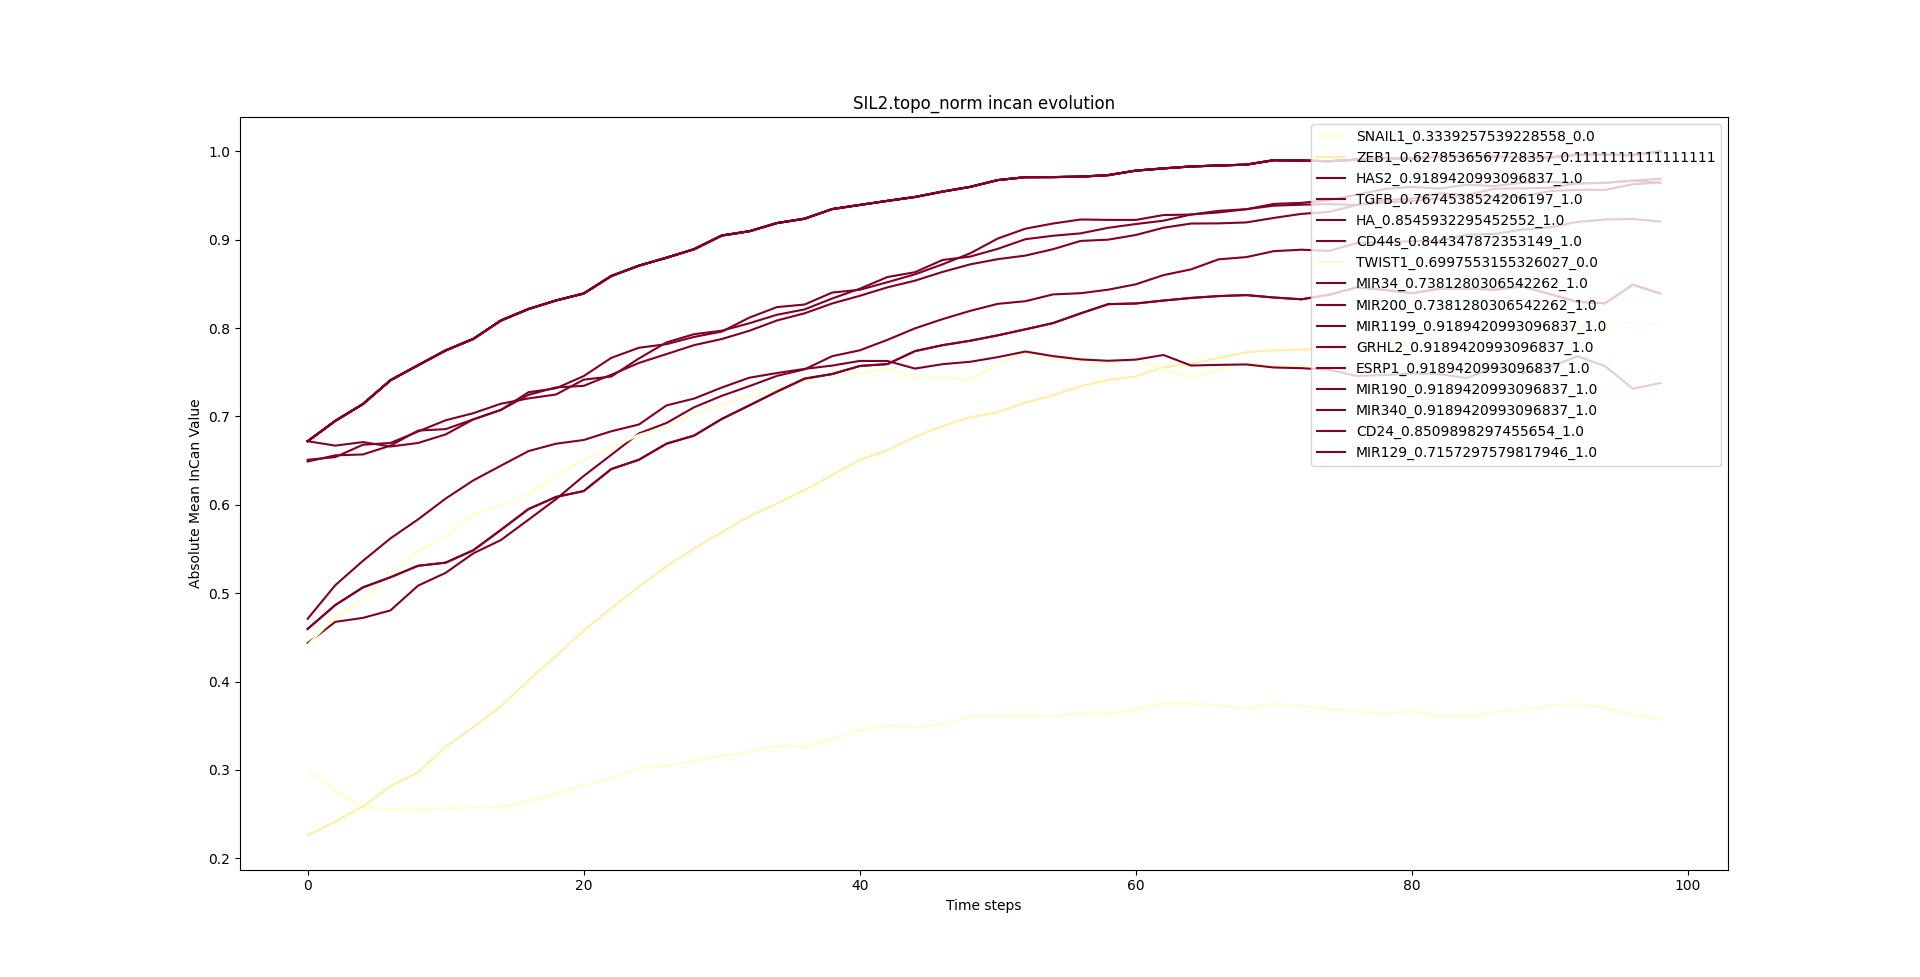 SIL2.topo_norm incan evolution
Absolute Mean InCan Value
1.0
0.9
0.8
0.7
0.6
0.5
0.4
0.3
0.2
SNAIL1_0.3339257539228558_0.0
ZEB1_0.6278536567728357_0.1111111111111111
HAS2_0.9189420993096837_1.0
TGFB_0.7674538524206197_1.0
HA_0.8545932295452552_1.0
CD44s_0.844347872353149_1.0
TWIST1_0.6997553155326027_0.0
MIR34_0.7381280306542262_1.0
MIR200_0.7381280306542262_1.0
MIR1199_0.9189420993096837_1.0
GRHL2_0.9189420993096837_1.0
ESRP1_0.9189420993096837_1.0
MIR190_0.9189420993096837_1.0
MIR340_0.9189420993096837_1.0
CD24_0.8509898297455654_1.0
MIR129_0.7157297579817946_1.0
0 20 40 60 80 100
Time steps